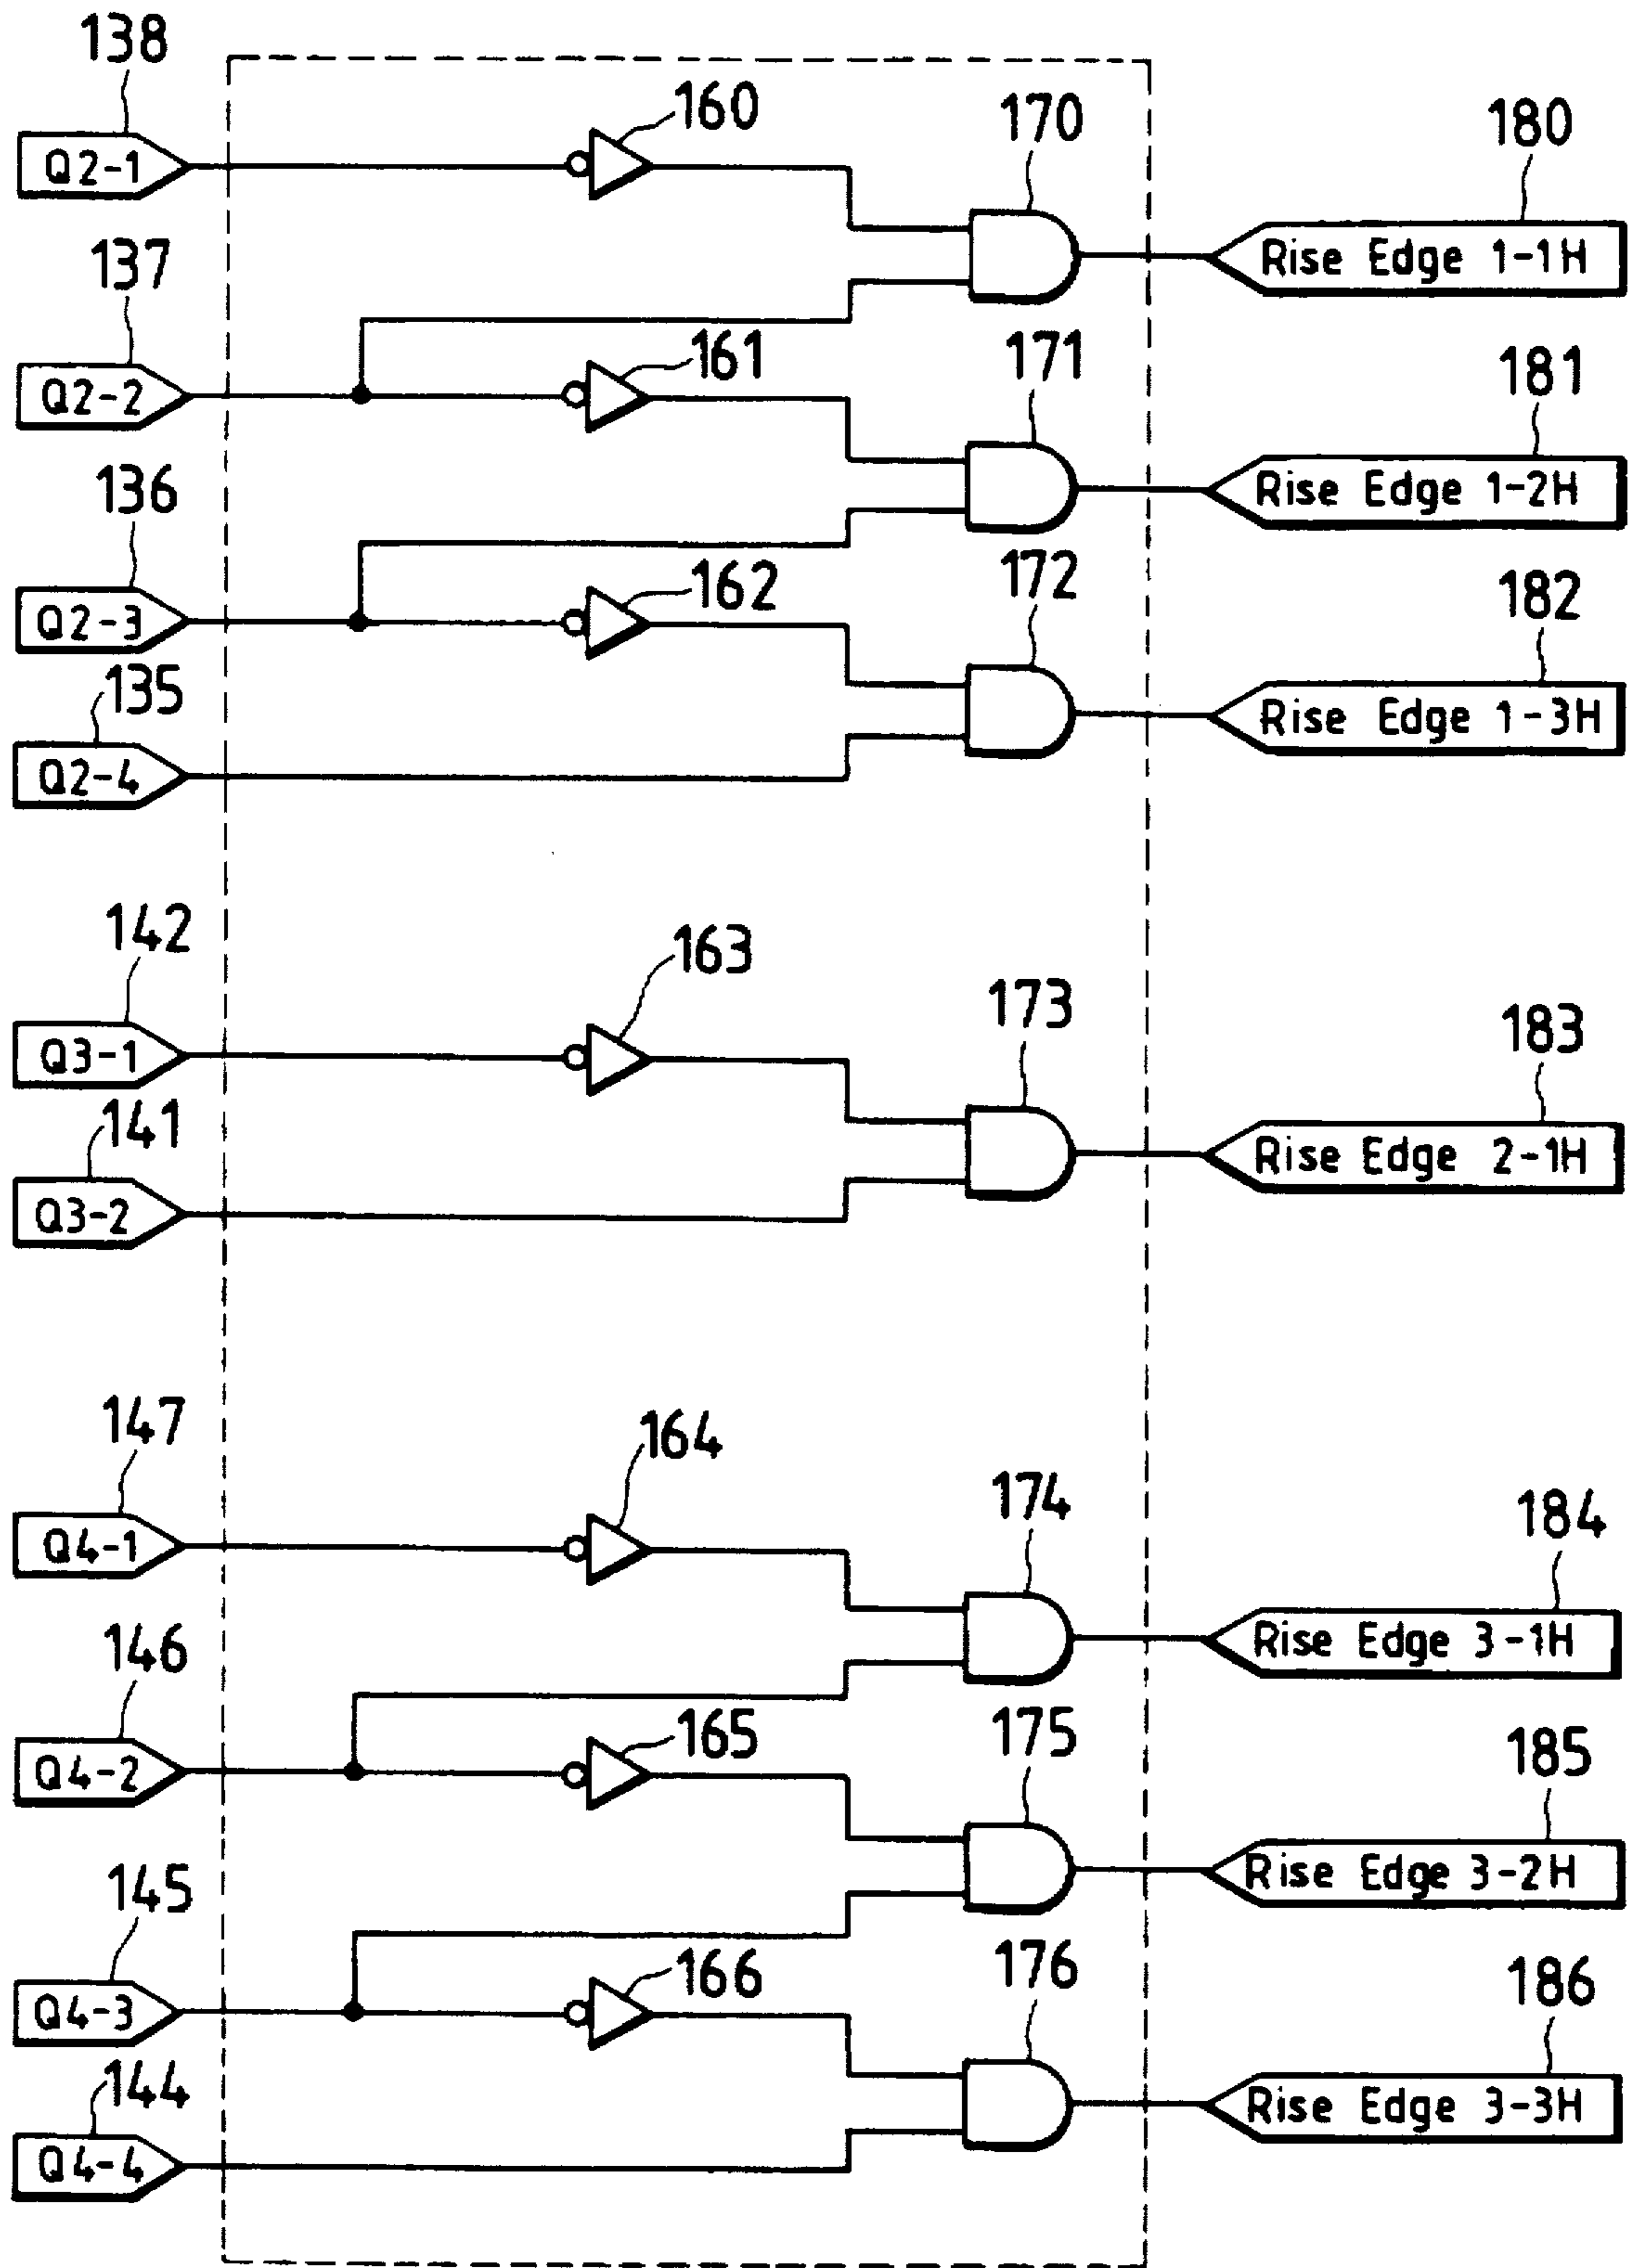 138
160
170
180
Q2-1
Rise Edge 1-1H
137
161
171
181
Q2-2
Rise Edge 1-2H
136
162
172
182
Q2-3
Rise Edge 1-3H
135
Q2-4
142
163
173
183
Q3-1
Rise Edge 2-1H
141
Q3-2
147
164
174
184
Q4-1
Rise Edge 3-1H
146
165
175
185
Q4-2
Rise Edge 3-2H
145
166
176
186
Q4-3
Rise Edge 3-3H
144
Q4-4